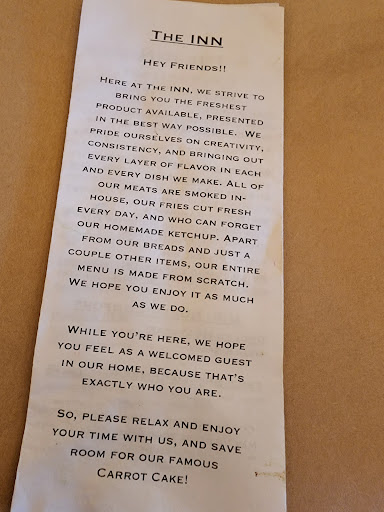 THE INN
HEY FRIENDS!!
HERE AT THE INN, WE STRIVE TO
BRING YOU THE FRESHEST
PRODUCT AVAILABLE, PRESENTED
IN THE BEST WAY POSSIBLE. WE
PRIDE OURSELVES ON CREATIVITY,
CONSISTENCY, AND BRINGING OUT
EVERY LAYER OF FLAVOR IN EACH
AND EVERY DISH WE MAKE. ALL OF
OUR MEATS ARE SMOKED IN-
HOUSE, OUR FRIES CUT FRESH
EVERY DAY, AND WHO CAN FORGET
OUR HOMEMADE KETCHUP. APART
FROM OUR BREADS AND JUST A
COUPLE OTHER ITEMS, OUR ENTIRE
MENU IS MADE FROM SCRATCH.
WE HOPE YOU ENJOY IT AS MUCH
AS WE DO.
WHILE YOU'RE HERE, WE HOPE
YOU FEEL AS A WELCOMED GUEST
IN OUR HOME, BECAUSE THAT'S
EXACTLY WHO YOU ARE.
SO, PLEASE RELAX AND ENJOY
YOUR TIME WITH US, AND SAVE
ROOM FOR OUR FAMOUS
CARROT CAKE!